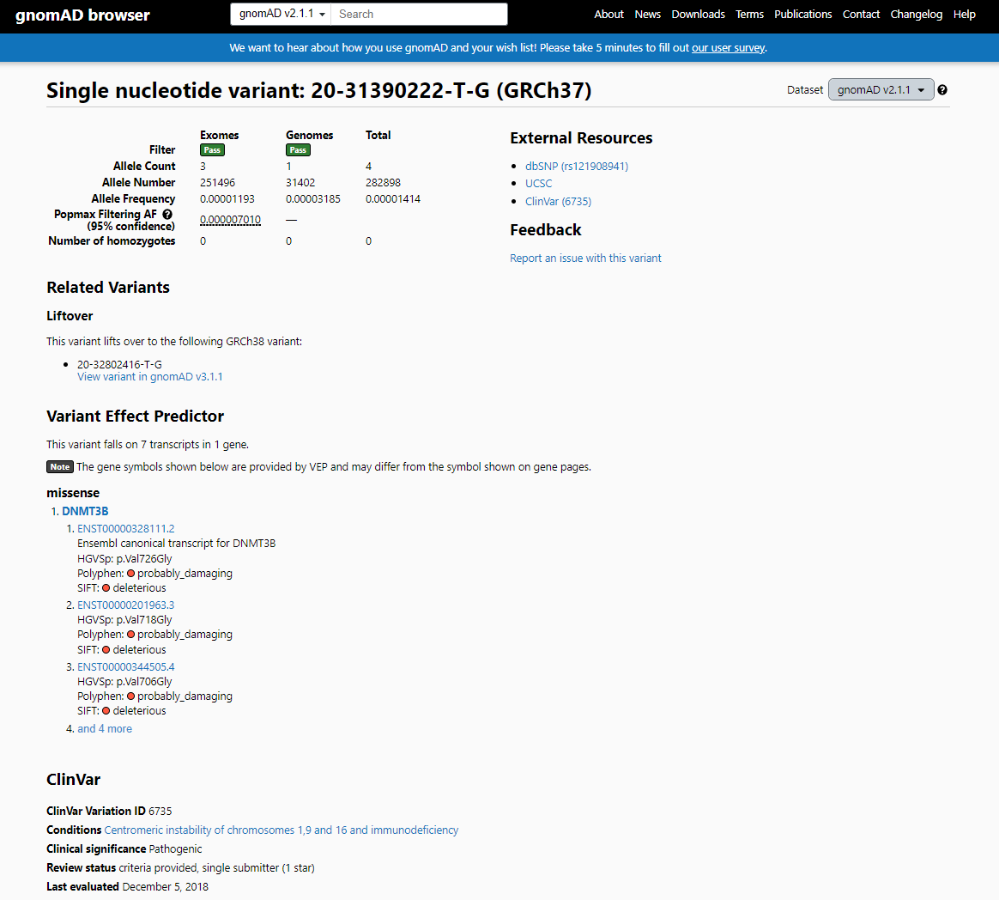 gnomAD browser
gnomAD v2.1.1 Search
About News Downloads Terms Publications Contact Changelog Help
We want to hear about how you use gnomAD and your wish list! Please take 5 minutes to fill out our user survey.
Single nucleotide variant: 20-31390222-T-G (GRCh37)
Dataset gnomAD v2.1.1 ?
Exomes Genomes Total
Filter Pass Pass
Allele Count 3 1 4
Allele Number 251496 31402 282898
Allele Frequency 0.00001193 0.00003185 0.00001414
Popmax Filtering AF ?
(95% confidence) 0.000007010 —
Number of homozygotes 0 0 0
External Resources
• dbSNP (rs121908941)
• UCSC
• ClinVar (6735)
Feedback
Report an issue with this variant
Related Variants
Liftover
This variant lifts over to the following GRCh38 variant:
• 20-32802416-T-G
View variant in gnomAD v3.1.1
Variant Effect Predictor
This variant falls on 7 transcripts in 1 gene.
Note The gene symbols shown below are provided by VEP and may differ from the symbol shown on gene pages.
missense
1. DNMT3B
1. ENST00000328111.2
Ensembl canonical transcript for DNMT3B
HGVSp: p.Val726Gly
Polyphen: probably_damaging
SIFT: deleterious
2. ENST00000201963.3
HGVSp: p.Val718Gly
Polyphen: probably_damaging
SIFT: deleterious
3. ENST00000344505.4
HGVSp: p.Val706Gly
Polyphen: probably_damaging
SIFT: deleterious
4. and 4 more
ClinVar
ClinVar Variation ID 6735
Conditions Centromeric instability of chromosomes 1,9 and 16 and immunodeficiency
Clinical significance Pathogenic
Review status criteria provided, single submitter (1 star)
Last evaluated December 5, 2018